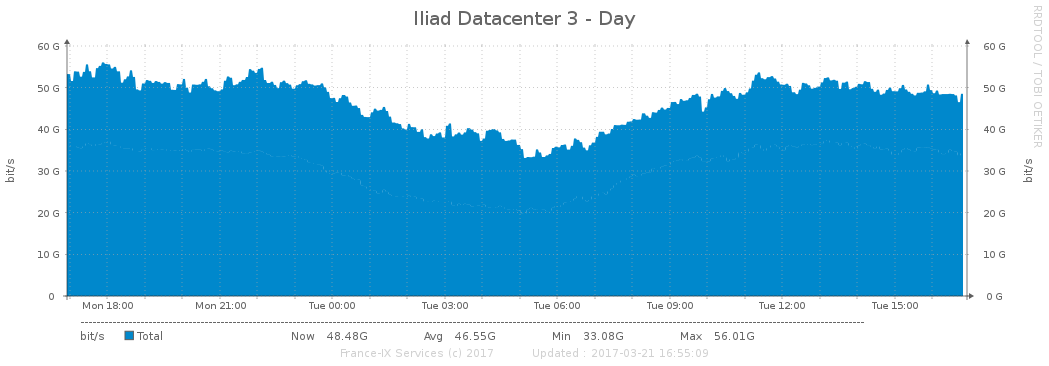 Iliad Datacenter 3 - Day
RRDTOOL / TOBI OETIKER
60 G 60 G
50 G 50 G
40 G 40 G
bit/s bit/s
30 G 30 G
20 G 20 G
10 G 10 G
0 0 G
Mon 18:00 Mon 21:00 Tue 00:00 Tue 03:00 Tue 06:00 Tue 09:00 Tue 12:00 Tue 15:00
bit/s Total Now 48.48G Avg 46.55G Min 33.08G Max 56.01G
France-IX Services (c) 2017 Updated : 2017-03-21 16:55:09